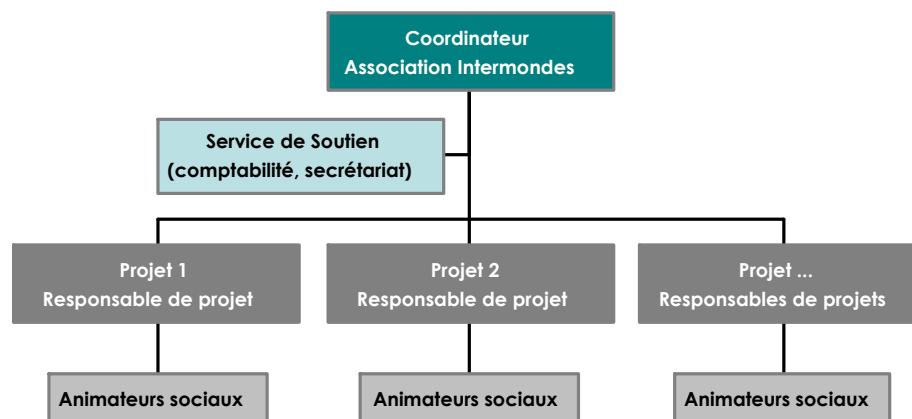 Coordinateur
Association Intermondes
Service de Soutien
(comptabilité, secrétariat)
Projet 1
Responsable de projet
Projet 2
Responsable de projet
Projet ...
Responsables de projets
Animateurs sociaux
Animateurs sociaux
Animateurs sociaux